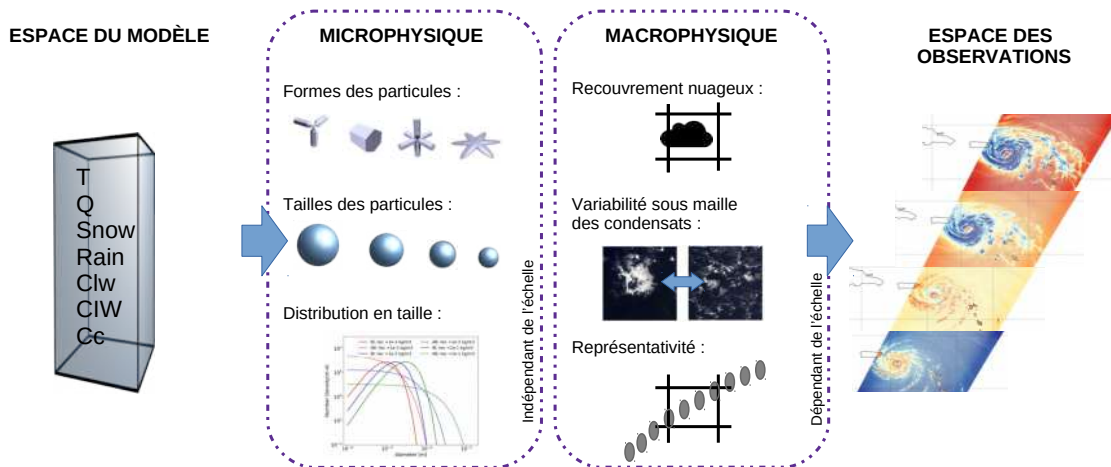 ESPACE DU MODÈLE
MICROPHYSIQUE
MACROPHYSIQUE
ESPACE DES
OBSERVATIONS
T
Q
Snow
Rain
Clw
CIW
Cc
Formes des particules :
Tailles des particules :
Distribution en taille :
Indépendant de l'échelle
Recouvrement nuageux :
Variabilité sous maille
des condensats :
Représentativité :
Dépendant de l'échelle